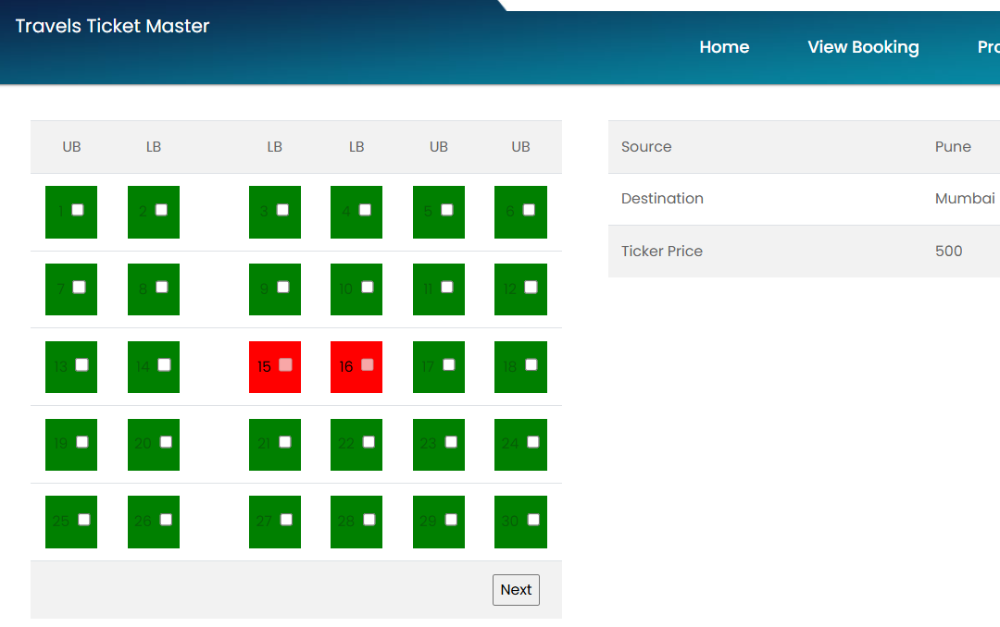 Travels Ticket Master
Home View Booking Pro
UB LB LB LB UB UB
1 2 3 4 5 6
7 8 9 10 11 12
13 14 15 16 17 18
19 20 21 22 23 24
25 26 27 28 29 30
Next
Source Pune
Destination Mumbai
Ticker Price 500